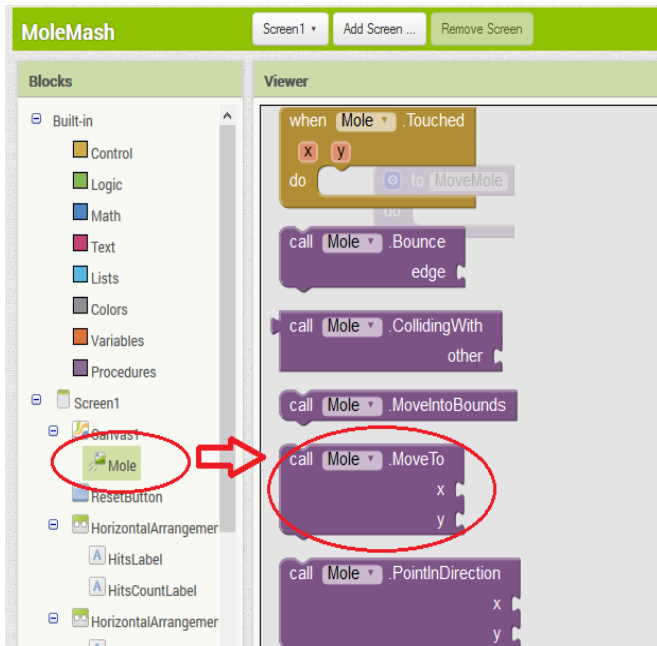 MoleMash
Screen1 Add Screen ... Remove Screen
Blocks
Viewer
Built-in
Control
Logic
Math
Text
Lists
Colors
Variables
Procedures
Screen1
Canvas1
Mole
ResetButton
HorizontalArrangemer
A HitsLabel
A HitsCountLabel
HorizontalArrangemer
when Mole .Touched
x y
do
to MoveMole
do
call Mole .Bounce
edge
call Mole .CollidingWith
other
call Mole .MoveIntoBounds
call Mole .MoveTo
x
y
call Mole .PointInDirection
x
y